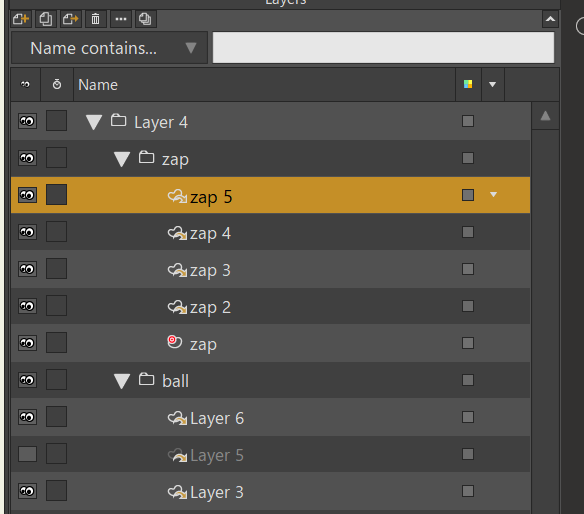 Layers
Name contains...
Name
Layer 4
zap
zap 5
zap 4
zap 3
zap 2
zap
ball
Layer 6
Layer 5
Layer 3